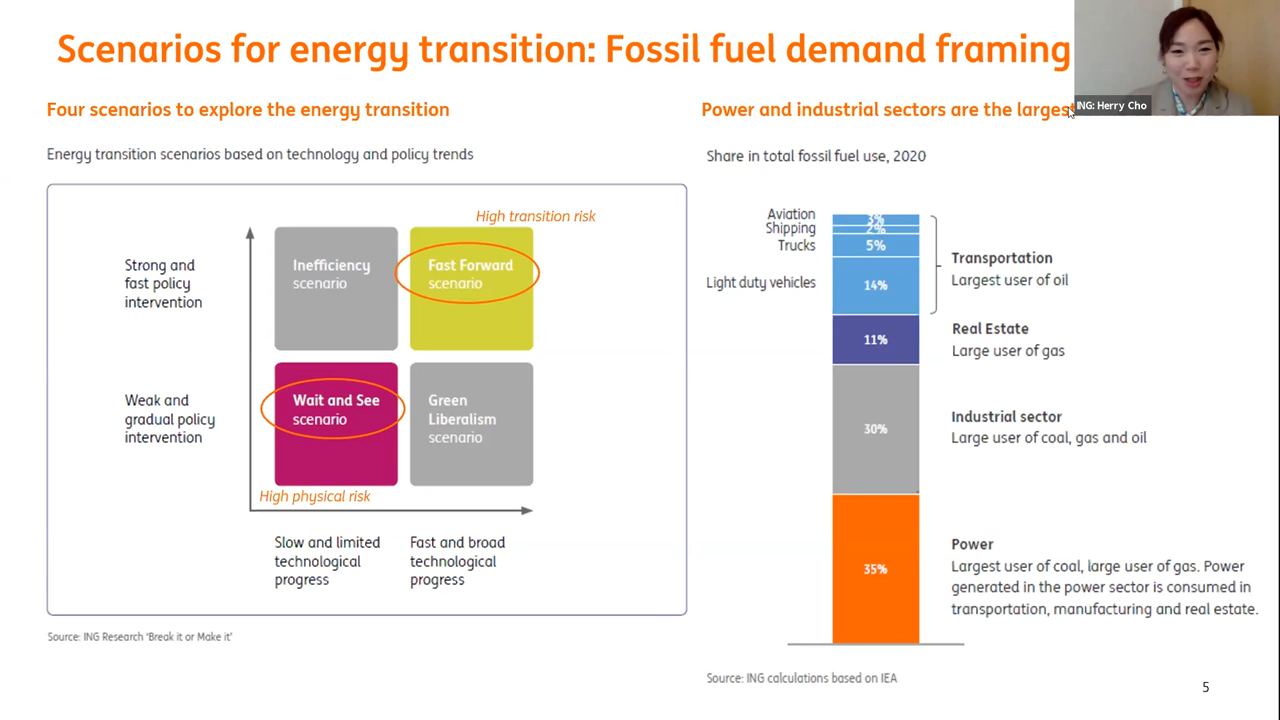 Scenarios for energy transition: Fossil fuel demand framing
ING: Herry Cho
Four scenarios to explore the energy transition
Energy transition scenarios based on technology and policy trends
High transition risk
Strong and
fast policy
intervention
Inefficiency
scenario
Fast Forward
scenario
Weak and
gradual policy
intervention
Wait and See
scenario
Green
Liberalism
scenario
High physical risk
Slow and limited
technological
progress
Fast and broad
technological
progress
Source: ING Research ‘Break it or Make it’
Power and industrial sectors are the largest
Share in total fossil fuel use, 2020
Aviation
3%
Shipping
2%
Trucks
5%
Light duty vehicles
14%
Transportation
Largest user of oil
11%
Real Estate
Large user of gas
30%
Industrial sector
Large user of coal, gas and oil
35%
Power
Largest user of coal, large user of gas. Power
generated in the power sector is consumed in
transportation, manufacturing and real estate.
Source: ING calculations based on IEA
5